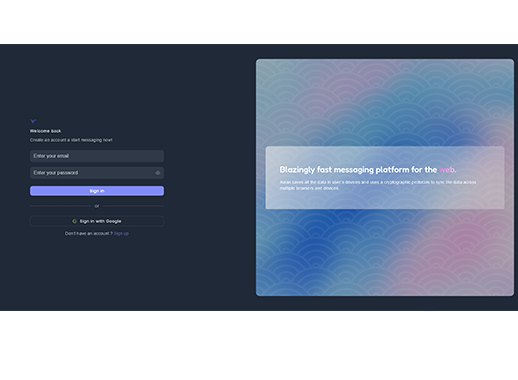 Welcome back
Create an account & start messaging now!
Enter your email
Enter your password
Sign in
or
Sign in with Google
Don't have an account ? Sign up
Blazingly fast messaging platform for the web.
saves all the data in user's devices and uses a cryptographic protocols to sync the data across
multiple browsers and devices.